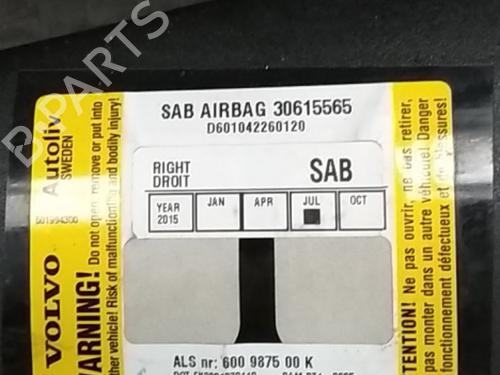 SAB AIRBAG 30615565
D601042260120
RIGHT
DROIT
SAB
YEAR
2015
JAN
APR
JUL
OCT
ALS nr: 600 9875 00 K
Autoliv
SWEDEN
601994300
VOLVO
WARNING! Do not open, remove or put into
other vehicle! Risk of malfunction and bodily injury!
Ne pas ouvrir, ne pas retirer,
pas monter dans un autre véhicule! Danger
fonctionnement défectueux et de blessures!
B-PARTS